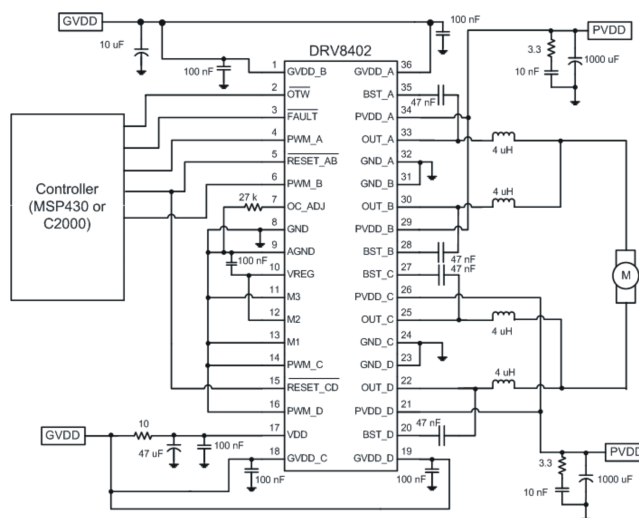 GVDD
PVDD
10 uF
100 nF
100 nF
3.3
1000 uF
10 nF
DRV8402
1 GVDD_B
2 OTW
3 FAULT
4 PWM_A
5 RESET_AB
6 PWM_B
7 OC_ADJ
8 GND
9 AGND
10 VREG
11 M3
12 M2
13 M1
14 PWM_C
15 RESET_CD
16 PWM_D
17 VDD
18 GVDD_C
GVDD_A 36
BST_A 35
PVDD_A 34
OUT_A 33
GND_A 32
GND_B 31
OUT_B 30
PVDD_B 29
BST_B 28
BST_C 27
PVDD_C 26
OUT_C 25
GND_C 24
GND_D 23
OUT_D 22
PVDD_D 21
BST_D 20
GVDD_D 19
Controller
(MSP430 or
C2000)
27 k
100 nF
47 nF
4 uH
4 uH
47 nF
47 nF
M
4 uH
4 uH
47 nF
GVDD
10
47 uF
100 nF
100 nF
100 nF
PVDD
3.3
1000 uF
10 nF